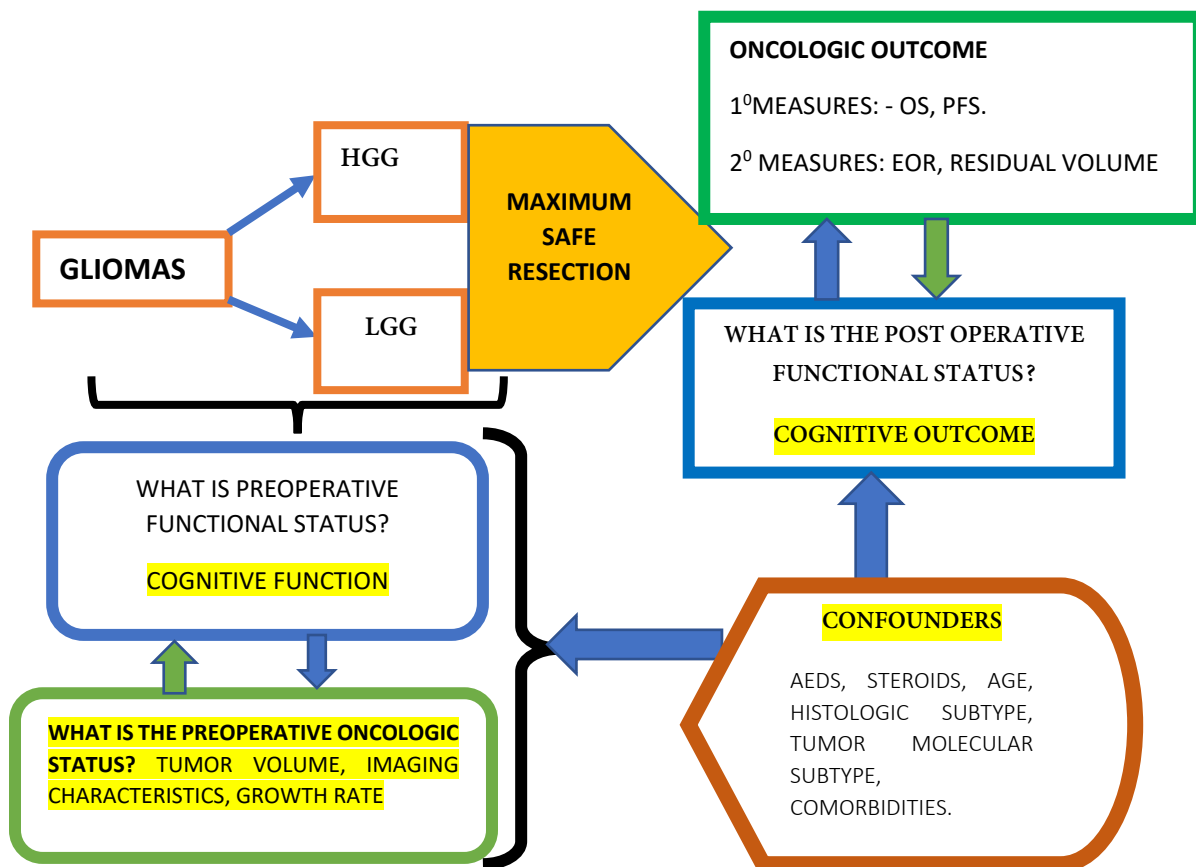 GLIOMAS
HGG
LGG
MAXIMUM
SAFE
RESECTION
ONCOLOGIC OUTCOME
1⁰MEASURES: - OS, PFS.
2⁰ MEASURES: EOR, RESIDUAL VOLUME
WHAT IS THE POST OPERATIVE
FUNCTIONAL STATUS?
COGNITIVE OUTCOME
WHAT IS PREOPERATIVE
FUNCTIONAL STATUS?
COGNITIVE FUNCTION
WHAT IS THE PREOPERATIVE ONCOLOGIC
STATUS? TUMOR VOLUME, IMAGING
CHARACTERISTICS, GROWTH RATE
CONFOUNDERS
AEDS, STEROIDS, AGE,
HISTOLOGIC SUBTYPE,
TUMOR MOLECULAR
SUBTYPE,
COMORBIDITIES.